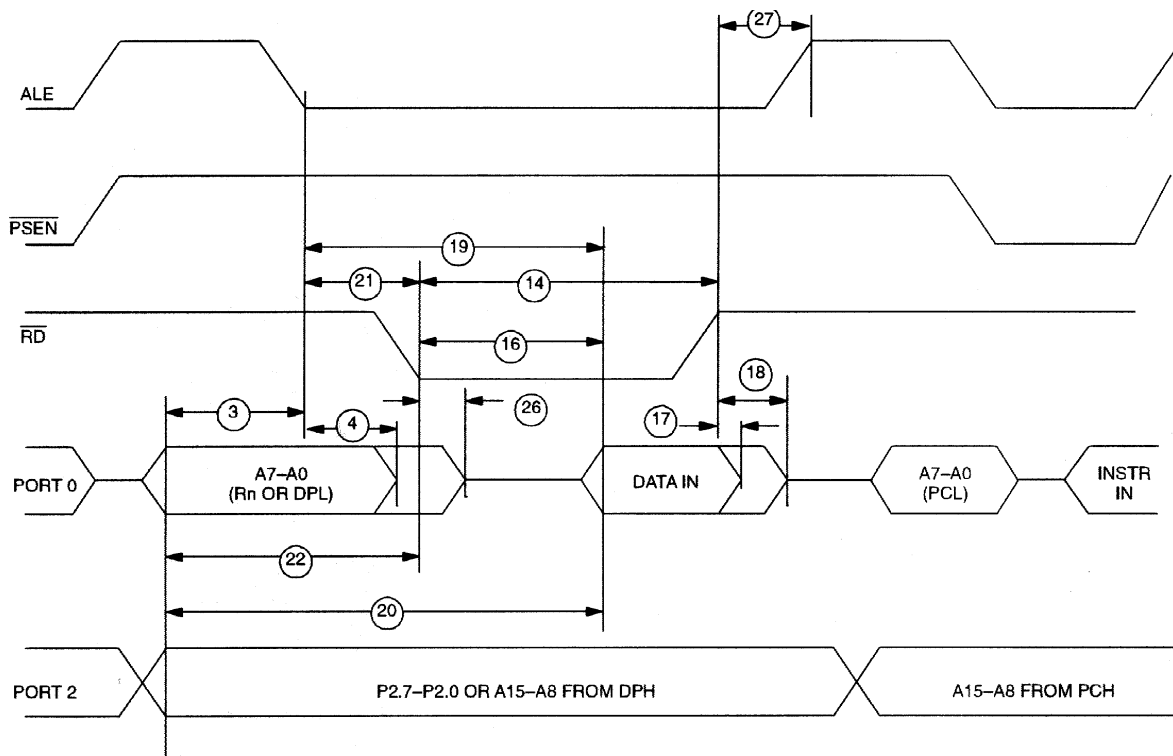 27
ALE
PSEN
19
21
14
RD
16
18
3
26
4
17
PORT 0
A7–A0
(Rn OR DPL)
DATA IN
A7–A0
(PCL)
INSTR
IN
22
20
PORT 2
P2.7–P2.0 OR A15–A8 FROM DPH
A15–A8 FROM PCH